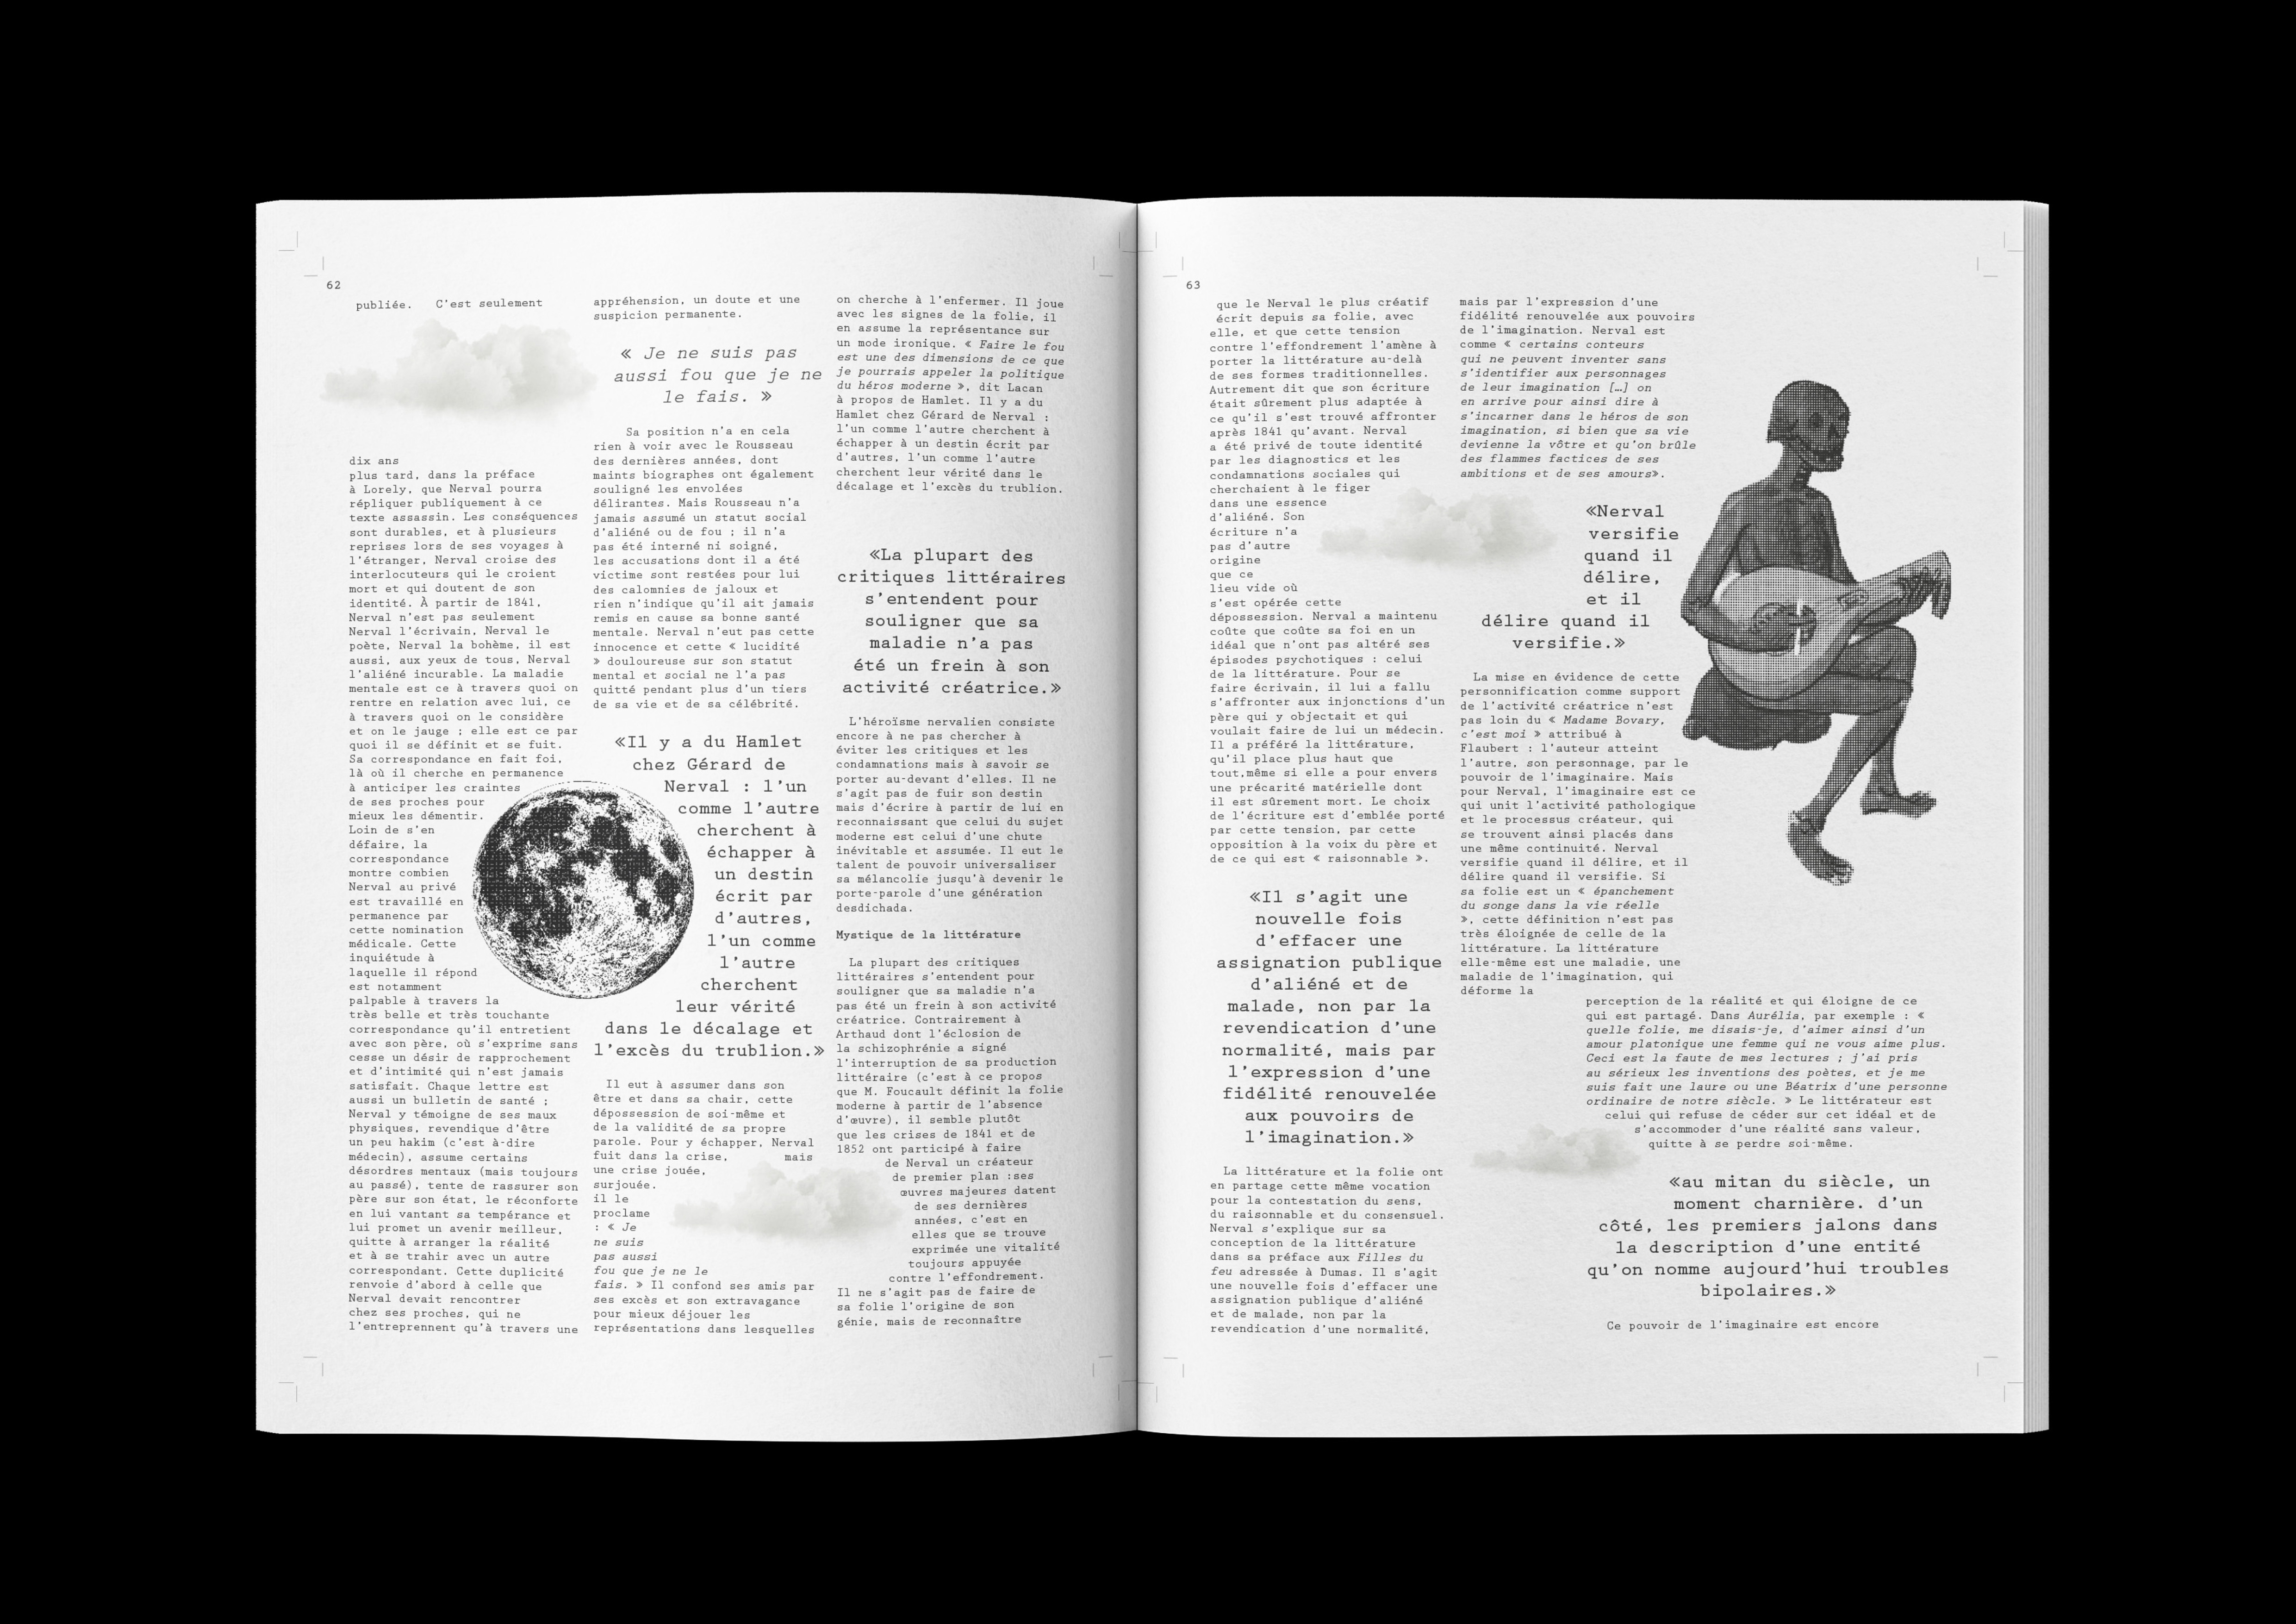 62
publiée. C'est seulement
dix ans
plus tard, dans la préface
à Lorely, que Nerval pourra
répliquer publiquement à ce
texte assassin. Les conséquences
sont durables, et à plusieurs
reprises lors de ses voyages à
l'étranger, Nerval croise des
interlocuteurs qui le croient
mort et qui doutent de son
identité. À partir de 1841,
Nerval n'est pas seulement
Nerval l'écrivain, Nerval le
poète, Nerval la bohème, il est
aussi, aux yeux de tous, Nerval
l'aliéné incurable. La maladie
mentale est ce à travers quoi on
rentre en relation avec lui, ce
à travers quoi on le considère
et on le jauge ; elle est ce par
quoi il se définit et se fuit.
Sa correspondance en fait foi,
là où il cherche en permanence
à anticiper les craintes
de ses proches pour
mieux les démentir.
Loin de s'en
défaire, la
correspondance
montre combien
Nerval au privé
est travaillé en
permanence par
cette nomination
médicale. Cette
inquiétude à
laquelle il répond
est notamment
palpable à travers la
très belle et très touchante
correspondance qu'il entretient
avec son père, où s'exprime sans
cesse un désir de rapprochement
et d'intimité qui n'est jamais
satisfait. Chaque lettre est
aussi un bulletin de santé ;
Nerval y témoigne de ses maux
physiques, revendique d'être
un peu hakim (c'est à-dire
médecin), assume certains
désordres mentaux (mais toujours
au passé), tente de rassurer son
père sur son état, le réconforte
en lui vantant sa tempérance et
lui promet un avenir meilleur,
quitte à arranger la réalité
et à se trahir avec un autre
correspondant. Cette duplicité
renvoie d'abord à celle que
Nerval devait rencontrer
chez ses proches, qui ne
l'entreprennent qu'à travers une
appréhension, un doute et une
suspicion permanente.
« Je ne suis pas
aussi fou que je ne
le fais. »
Sa position n'a en cela
rien à voir avec le Rousseau
des dernières années, dont
maints biographes ont également
souligné les envolées
délirantes. Mais Rousseau n'a
jamais assumé un statut social
d'aliéné ou de fou ; il n'a
pas été interné ni soigné,
les accusations dont il a été
victime sont restées pour lui
des calomnies de jaloux et
rien n'indique qu'il ait jamais
remis en cause sa bonne santé
mentale. Nerval n'eut pas cette
innocence et cette « lucidité
» douloureuse sur son statut
mental et social ne l'a pas
quitté pendant plus d'un tiers
de sa vie et de sa célébrité.
«Il y a du Hamlet
chez Gérard de
Nerval : l'un
comme l'autre
cherchent à
échapper à
un destin
écrit par
d'autres,
l'un comme
l'autre
cherchent
leur vérité
dans le décalage et
l'excès du trublion.»
Il eut à assumer dans son
être et dans sa chair, cette
dépossession de soi-même et
de la validité de sa propre
parole. Pour y échapper, Nerval
fuit dans la crise, mais
une crise jouée,
surjouée.
il le
proclame
: « Je
ne suis
pas aussi
fou que je ne le
fais. » Il confond ses amis par
ses excès et son extravagance
pour mieux déjouer les
représentations dans lesquelles
on cherche à l'enfermer. Il joue
avec les signes de la folie, il
en assume la représentance sur
un mode ironique. « Faire le fou
est une des dimensions de ce que
je pourrais appeler la politique
du héros moderne », dit Lacan
à propos de Hamlet. Il y a du
Hamlet chez Gérard de Nerval :
l'un comme l'autre cherchent à
échapper à un destin écrit par
d'autres, l'un comme l'autre
cherchent leur vérité dans le
décalage et l'excès du trublion.
«La plupart des
critiques littéraires
s'entendent pour
souligner que sa
maladie n'a pas
été un frein à son
activité créatrice.»
L'héroïsme nervalien consiste
encore à ne pas chercher à
éviter les critiques et les
condamnations mais à savoir se
porter au-devant d'elles. Il ne
s'agit pas de fuir son destin
mais d'écrire à partir de lui en
reconnaissant que celui du sujet
moderne est celui d'une chute
inévitable et assumée. Il eut le
talent de pouvoir universaliser
sa mélancolie jusqu'à devenir le
porte-parole d'une génération
desdichada.
Mystique de la littérature
La plupart des critiques
littéraires s'entendent pour
souligner que sa maladie n'a
pas été un frein à son activité
créatrice. Contrairement à
Arthaud dont l'éclosion de
la schizophrénie a signé
l'interruption de sa production
littéraire (c'est à ce propos
que M. Foucault définit la folie
moderne à partir de l'absence
d'œuvre), il semble plutôt
que les crises de 1841 et de
1852 ont participé à faire
de Nerval un créateur
de premier plan :ses
œuvres majeures datent
de ses dernières
années, c'est en
elles que se trouve
exprimée une vitalité
toujours appuyée
contre l'effondrement.
Il ne s'agit pas de faire de
sa folie l'origine de son
génie, mais de reconnaître
63
que le Nerval le plus créatif
écrit depuis sa folie, avec
elle, et que cette tension
contre l'effondrement l'amène à
porter la littérature au-delà
de ses formes traditionnelles.
Autrement dit que son écriture
était sûrement plus adaptée à
ce qu'il s'est trouvé affronter
après 1841 qu'avant. Nerval
a été privé de toute identité
par les diagnostics et les
condamnations sociales qui
cherchaient à le figer
dans une essence
d'aliéné. Son
écriture n'a
pas d'autre
origine
que ce
lieu vide où
s'est opérée cette
dépossession. Nerval a maintenu
coûte que coûte sa foi en un
idéal que n'ont pas altéré ses
épisodes psychotiques : celui
de la littérature. Pour se
faire écrivain, il lui a fallu
s'affronter aux injonctions d'un
père qui y objectait et qui
voulait faire de lui un médecin.
Il a préféré la littérature,
qu'il place plus haut que
tout,même si elle a pour envers
une précarité matérielle dont
il est sûrement mort. Le choix
de l'écriture est d'emblée porté
par cette tension, par cette
opposition à la voix du père et
de ce qui est « raisonnable ».
«Il s'agit une
nouvelle fois
d'effacer une
assignation publique
d'aliéné et de
malade, non par la
revendication d'une
normalité, mais par
l'expression d'une
fidélité renouvelée
aux pouvoirs de
l'imagination.»
La littérature et la folie ont
en partage cette même vocation
pour la contestation du sens,
du raisonnable et du consensuel.
Nerval s'explique sur sa
conception de la littérature
dans sa préface aux Filles du
feu adressée à Dumas. Il s'agit
une nouvelle fois d'effacer une
assignation publique d'aliéné
et de malade, non par la
revendication d'une normalité,
mais par l'expression d'une
fidélité renouvelée aux pouvoirs
de l'imagination. Nerval est
comme « certains conteurs
qui ne peuvent inventer sans
s'identifier aux personnages
de leur imagination […] on
en arrive pour ainsi dire à
s'incarner dans le héros de son
imagination, si bien que sa vie
devienne la vôtre et qu'on brûle
des flammes factices de ses
ambitions et de ses amours».
«Nerval
versifie
quand il
délire,
et il
délire quand il
versifie.»
La mise en évidence de cette
personnification comme support
de l'activité créatrice n'est
pas loin du « Madame Bovary,
c'est moi » attribué à
Flaubert : l'auteur atteint
l'autre, son personnage, par le
pouvoir de l'imaginaire. Mais
pour Nerval, l'imaginaire est ce
qui unit l'activité pathologique
et le processus créateur, qui
se trouvent ainsi placés dans
une même continuité. Nerval
versifie quand il délire, et il
délire quand il versifie. Si
sa folie est un « épanchement
du songe dans la vie réelle
», cette définition n'est pas
très éloignée de celle de la
littérature. La littérature
elle-même est une maladie, une
maladie de l'imagination, qui
déforme la
perception de la réalité et qui éloigne de ce
qui est partagé. Dans Aurélia, par exemple : «
quelle folie, me disais-je, d'aimer ainsi d'un
amour platonique une femme qui ne vous aime plus.
Ceci est la faute de mes lectures ; j'ai pris
au sérieux les inventions des poètes, et je me
suis fait une laure ou une Béatrix d'une personne
ordinaire de notre siècle. » Le littérateur est
celui qui refuse de céder sur cet idéal et de
s'accommoder d'une réalité sans valeur,
quitte à se perdre soi-même.
«au mitan du siècle, un
moment charnière. d'un
côté, les premiers jalons dans
la description d'une entité
qu'on nomme aujourd'hui troubles
bipolaires.»
Ce pouvoir de l'imaginaire est encore